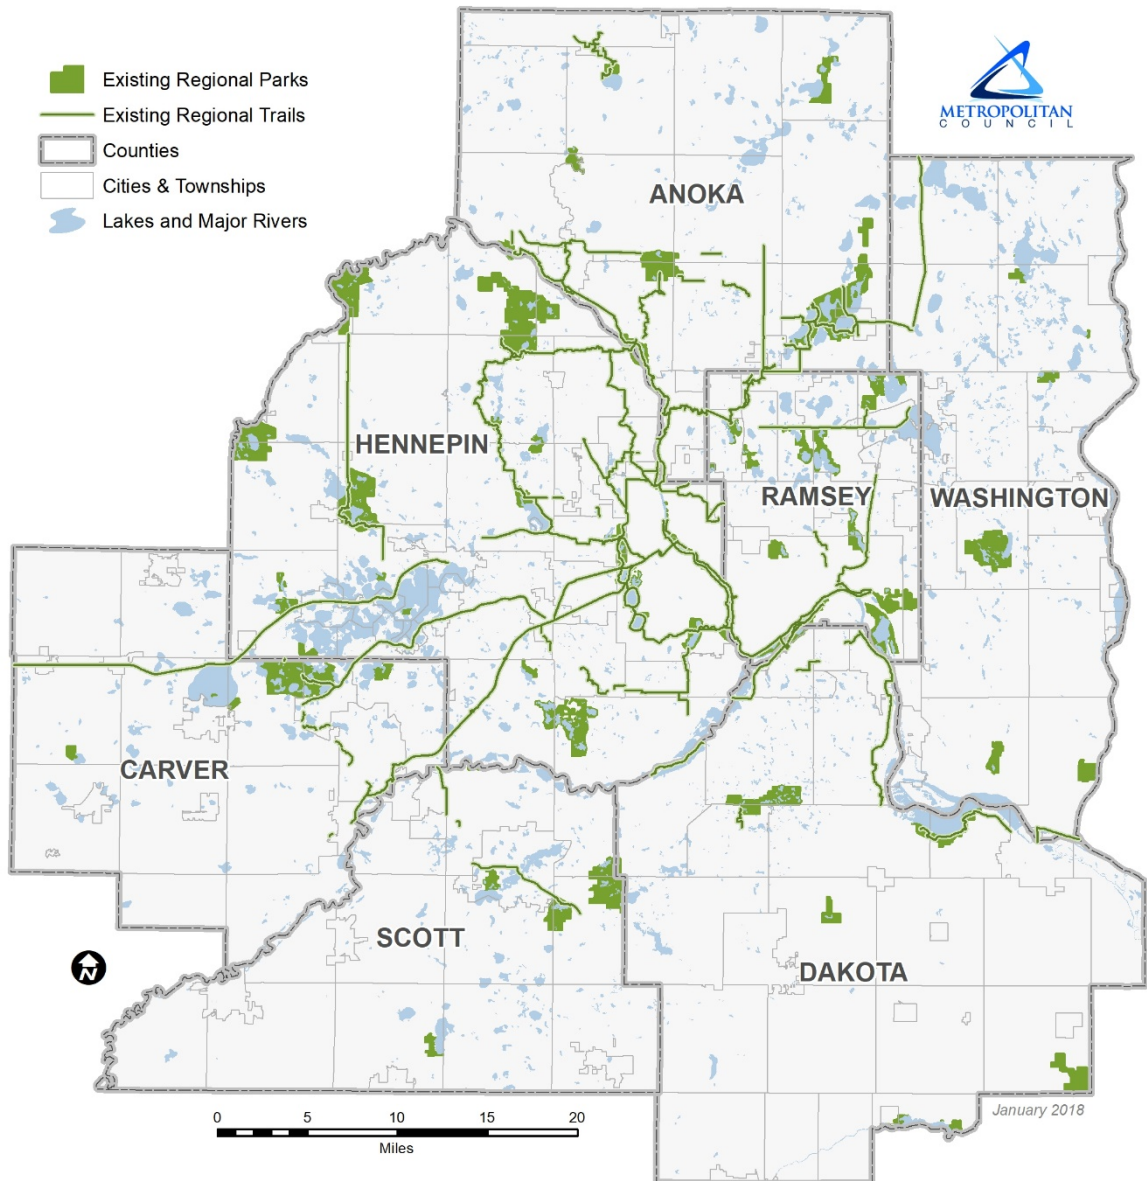 Existing Regional Parks
Existing Regional Trails
Counties
Cities & Townships
Lakes and Major Rivers
METROPOLITAN
COUNCIL
ANOKA
HENNEPIN
RAMSEY
WASHINGTON
CARVER
SCOTT
DAKOTA
N
January 2018
0 5 10 15 20
Miles